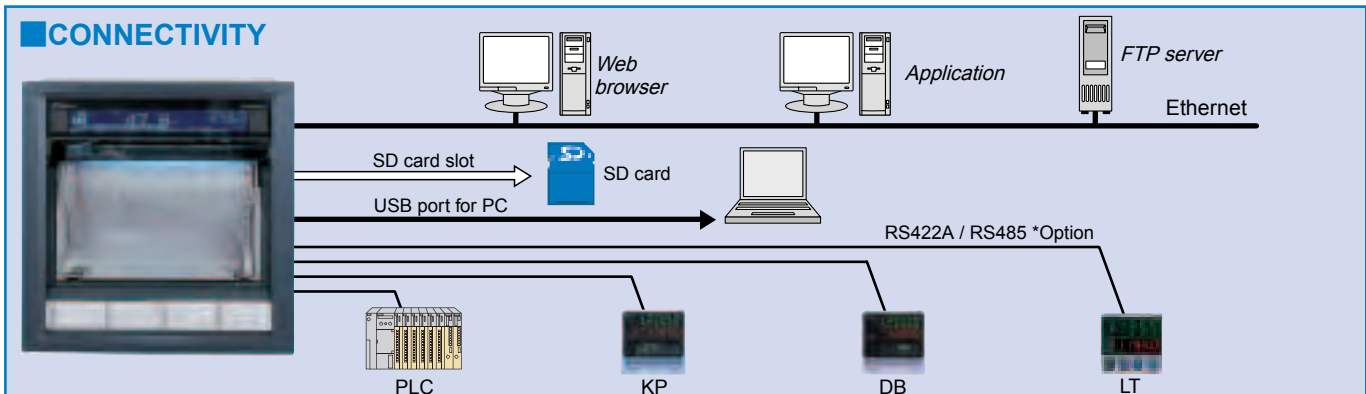 CONNECTIVITY
Web
browser
Application
FTP server
Ethernet
SD card slot
SD card
USB port for PC
RS422A / RS485 *Option
PLC
KP
DB
LT